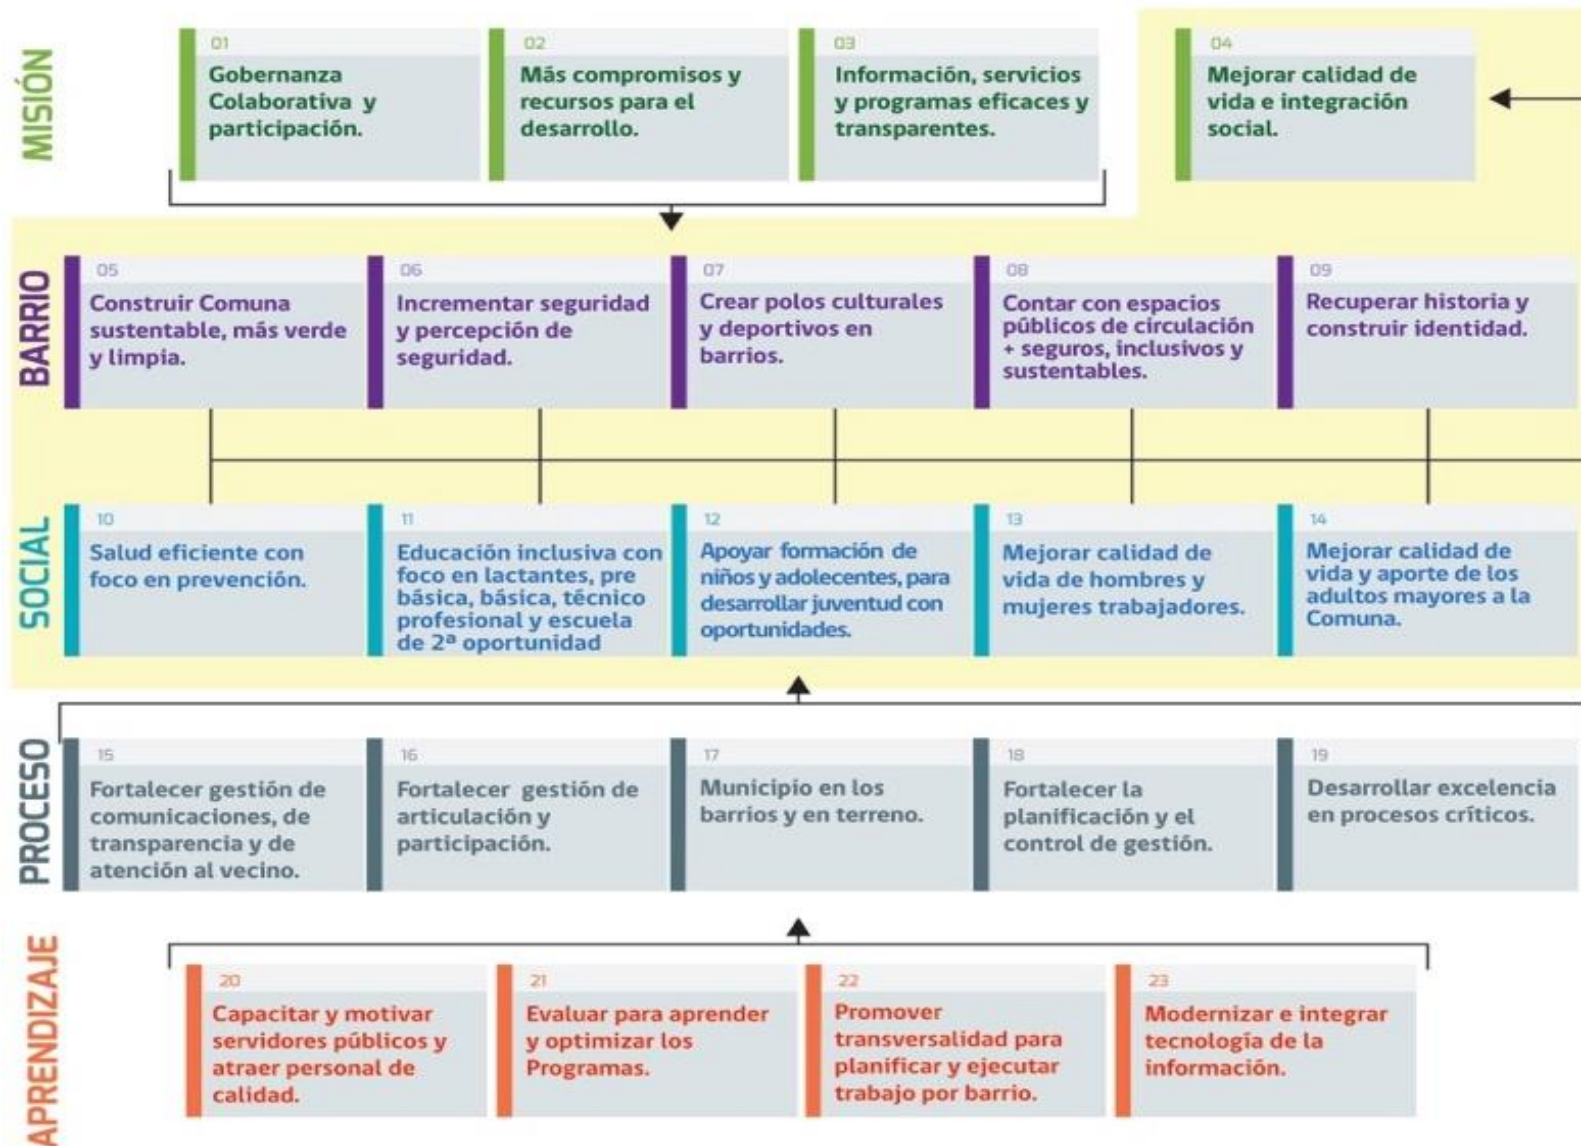 MISIÓN
01
Gobernanza
Colaborativa y
participación.
02
Más compromisos y
recursos para el
desarrollo.
03
Información, servicios
y programas eficaces y
transparentes.
04
Mejorar calidad de
vida e integración
social.
BARRIO
05
Construir Comuna
sustentable, más verde
y limpia.
06
Incrementar seguridad
y percepción de
seguridad.
07
Crear polos culturales
y deportivos en
barrios.
08
Contar con espacios
públicos de circulación
+ seguros, inclusivos y
sustentables.
09
Recuperar historia y
construir identidad.
SOCIAL
10
Salud eficiente con
foco en prevención.
11
Educación inclusiva con
foco en lactantes, pre
básica, básica, técnico
profesional y escuela
de 2ª oportunidad
12
Apoyar formación de
niños y adolecentes, para
desarrollar juventud con
oportunidades.
13
Mejorar calidad de
vida de hombres y
mujeres trabajadores.
14
Mejorar calidad de
vida y aporte de los
adultos mayores a la
Comuna.
PROCESO
15
Fortalecer gestión de
comunicaciones, de
transparencia y de
atención al vecino.
16
Fortalecer gestión de
articulación y
participación.
17
Municipio en los
barrios y en terreno.
18
Fortalecer la
planificación y el
control de gestión.
19
Desarrollar excelencia
en procesos críticos.
APRENDIZAJE
20
Capacitar y motivar
servidores públicos y
atraer personal de
calidad.
21
Evaluar para aprender
y optimizar los
Programas.
22
Promover
transversalidad para
planificar y ejecutar
trabajo por barrio.
23
Modernizar e integrar
tecnología de la
información.